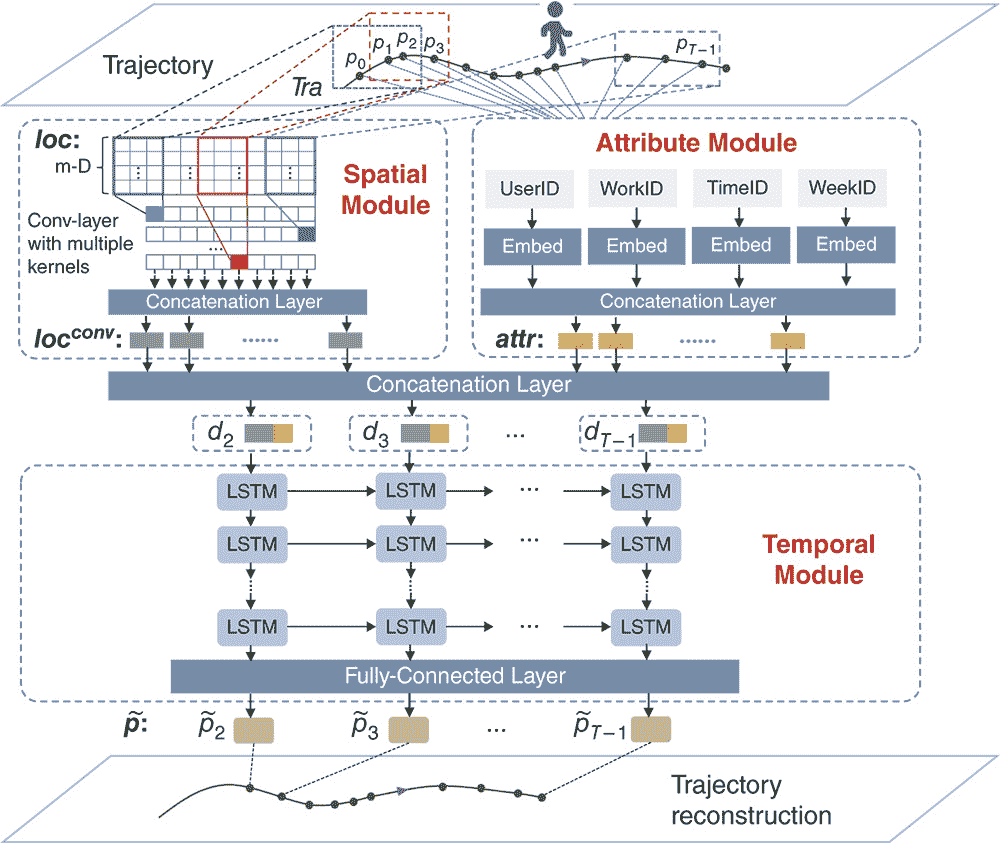 Trajectory
Tra
p0 p1 p2 p3 pT−1
loc:
m-D
Spatial
Module
Conv-layer
with multiple
kernels
...
Concatenation Layer
locconv: ......
Attribute Module
UserID WorkID TimeID WeekID
Embed Embed Embed Embed
Concatenation Layer
attr: ......
Concatenation Layer
d2 d3 ... dT−1
LSTM LSTM ... LSTM
LSTM LSTM ... LSTM
Temporal
Module
LSTM LSTM ... LSTM
Fully-Connected Layer
p̃: p̃2 p̃3 ... p̃T−1
Trajectory
reconstruction